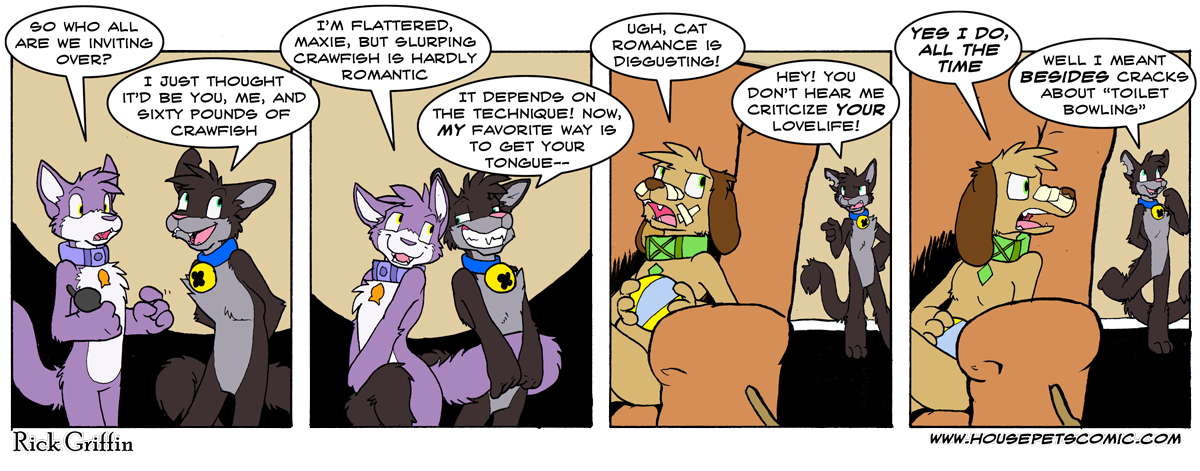 SO WHO ALL
ARE WE INVITING
OVER?
I JUST THOUGHT
IT'D BE YOU, ME, AND
SIXTY POUNDS OF
CRAWFISH
I'M FLATTERED,
MAXIE, BUT SLURPING
CRAWFISH IS HARDLY
ROMANTIC
IT DEPENDS ON
THE TECHNIQUE! NOW,
MY FAVORITE WAY IS
TO GET YOUR
TONGUE--
UGH, CAT
ROMANCE IS
DISGUSTING!
HEY! YOU
DON'T HEAR ME
CRITICIZE YOUR
LOVELIFE!
YES I DO,
ALL THE
TIME
WELL I MEANT
BESIDES CRACKS
ABOUT "TOILET
BOWLING"
Rick Griffin
WWW.HOUSEPETSCOMIC.COM